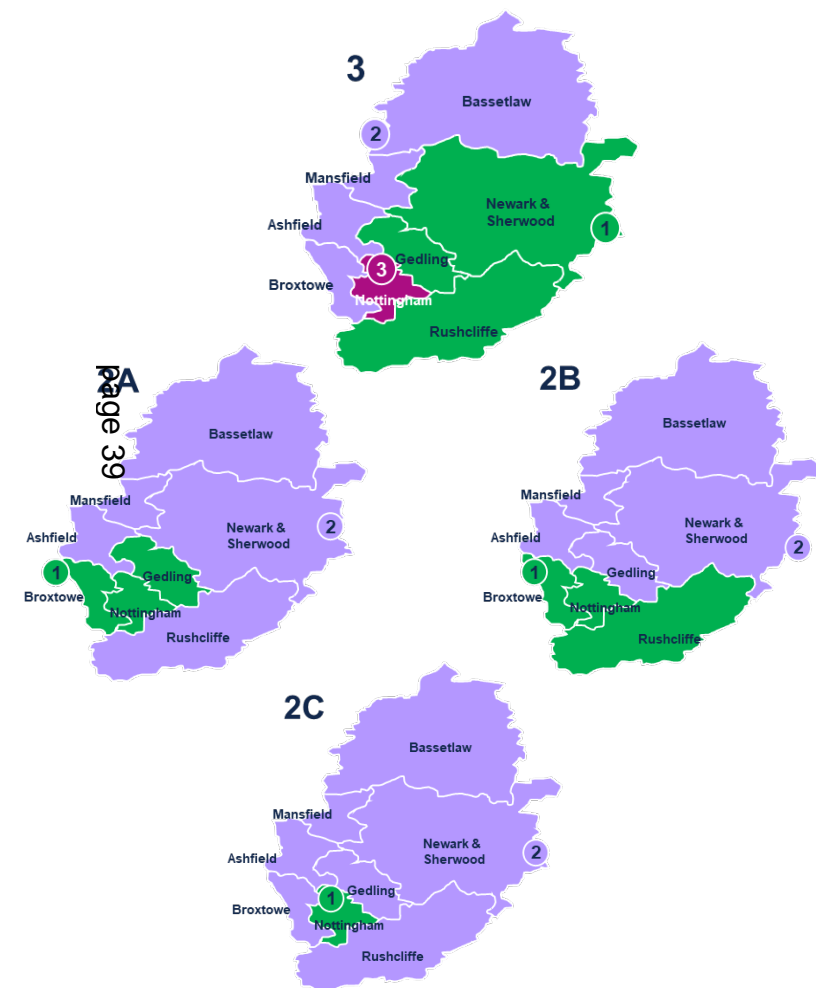 3
Bassetlaw
2
Mansfield
Newark &
Sherwood
Ashfield
1
Gedling
3
Broxtowe
Nottingham
Rushcliffe
2A
page 39
Bassetlaw
Mansfield
Newark &
Sherwood
2
Ashfield
1
Gedling
Broxtowe
Nottingham
Rushcliffe
2B
Bassetlaw
Mansfield
Newark &
Sherwood
Ashfield
2
1
Gedling
Broxtowe
Nottingham
Rushcliffe
2C
Bassetlaw
Mansfield
Newark &
Sherwood
2
Ashfield
Gedling
1
Broxtowe
Nottingham
Rushcliffe